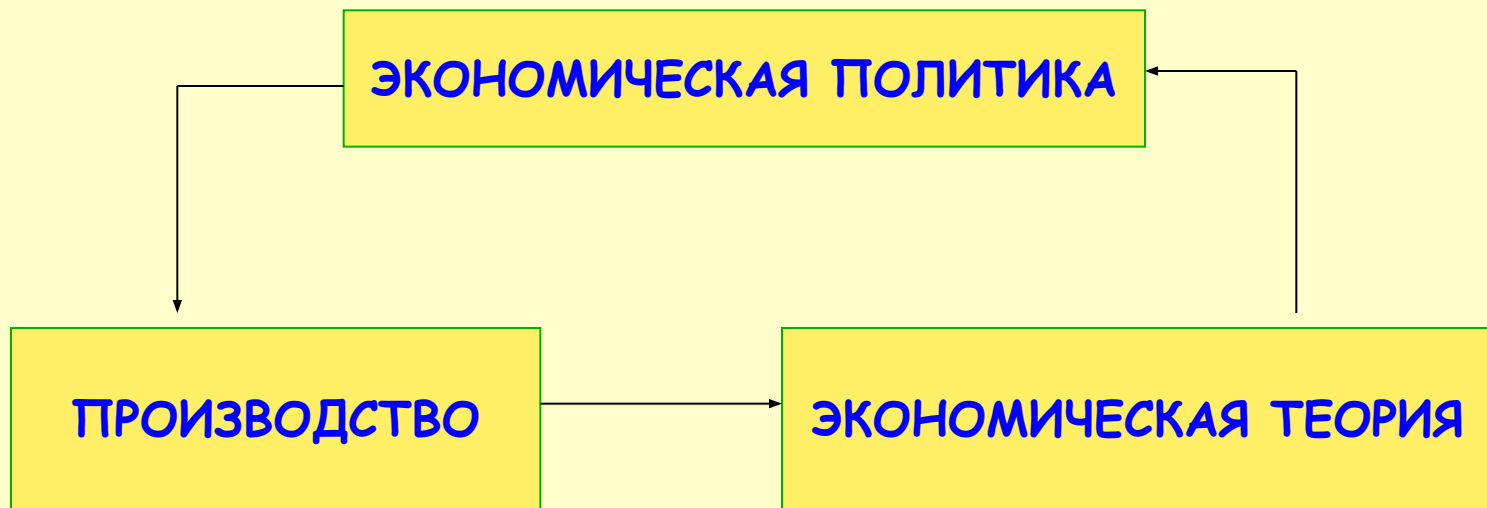 ЭКОНОМИЧЕСКАЯ ПОЛИТИКА
ПРОИЗВОДСТВО
ЭКОНОМИЧЕСКАЯ ТЕОРИЯ